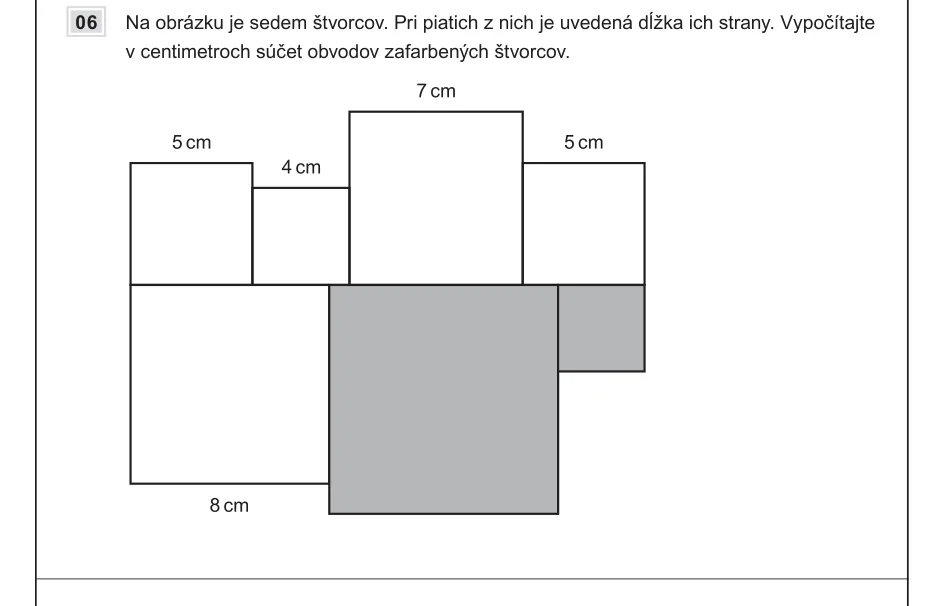 06 Na obrázku je sedem štvorcov. Pri piatich z nich je uvedená dĺžka ich strany. Vypočítajte
v centimetroch súčet obvodov zafarbených štvorcov.
7 cm
5 cm
5 cm
4 cm
8 cm